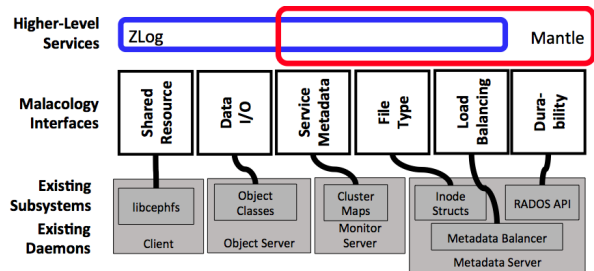 Higher-Level
Services
ZLog
Mantle
Malacology
Interfaces
Shared
Resource
Data
I/O
Service
Metadata
File
Type
Load
Balancing
Dura-
bility
Existing
Subsystems
libcephfs
Object
Classes
Cluster
Maps
Inode
Structs
RADOS API
Existing
Daemons
Client
Object Server
Monitor
Server
Metadata Balancer
Metadata Server